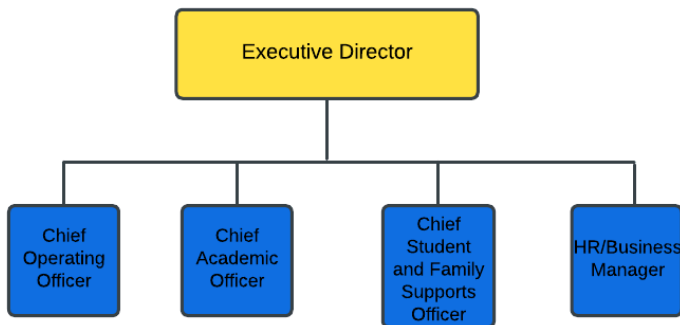 Executive Director
Chief
Operating
Officer
Chief
Academic
Officer
Chief
Student
and Family
Supports
Officer
HR/Business
Manager